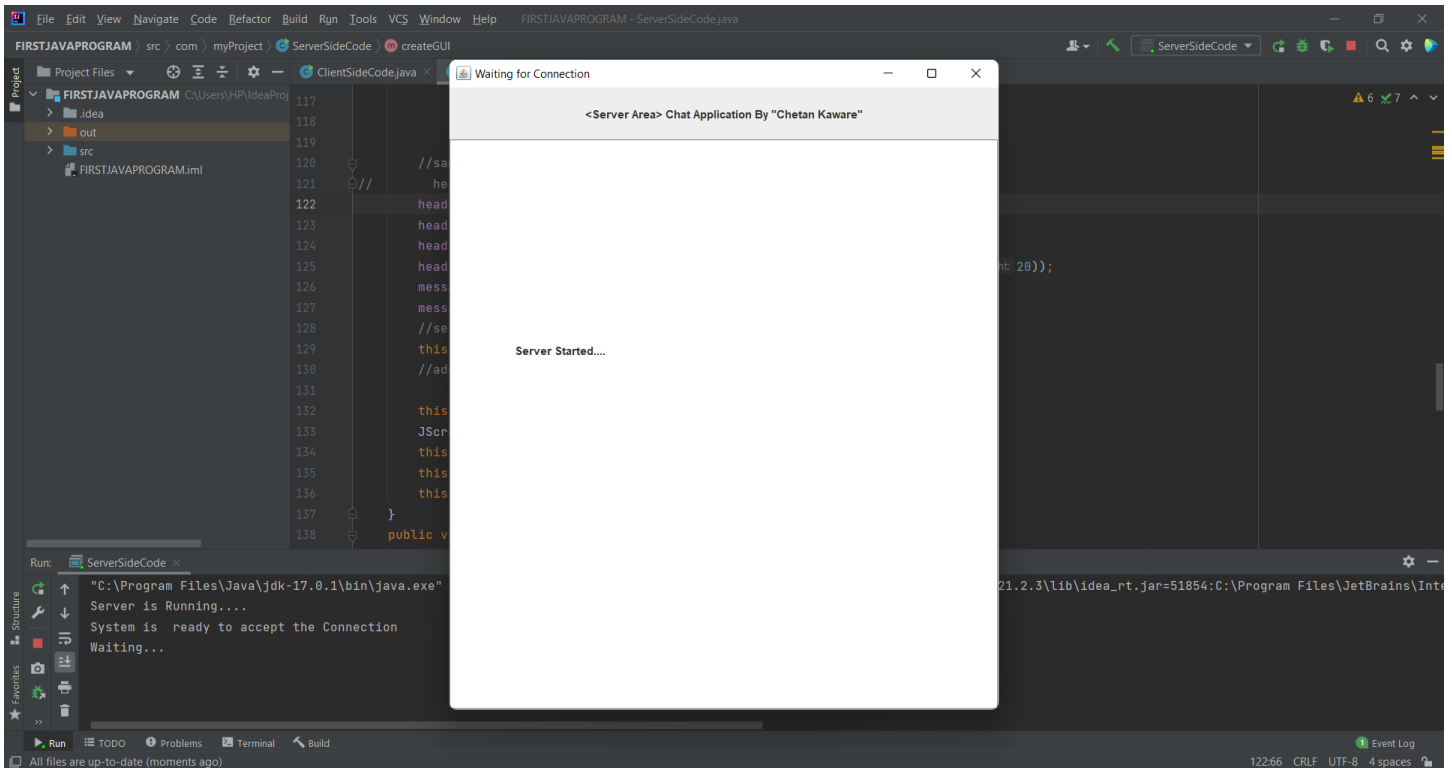 File Edit View Navigate Code Refactor Build Run Tools VCS Window Help FIRSTJAVAPROGRAM - ServerSideCode.java
FIRSTJAVAPROGRAM src com myProject ServerSideCode createGUI ServerSideCode
Project
Project Files ClientSideCode.java
Waiting for Connection
<Server Area> Chat Application By "Chetan Kaware"
FIRSTJAVAPROGRAM C:\Users\HP\IdeaProj
.idea
out
src
FIRSTJAVAPROGRAM.iml
6 7
117
118
119
120 //sa
121 // he
122 head
123 head
124 head
125 head 20));
126 mess
127 mess
128 //se
129 this
130 //ad
131
132 this
133 JScr
134 this
135 this
136 this
137 }
138 public v
Server Started....
Run: ServerSideCode
"C:\Program Files\Java\jdk-17.0.1\bin\java.exe" 21.2.3\lib\idea_rt.jar=51854:C:\Program Files\JetBrains\Inte
Server is Running....
System is  ready to accept the Connection
Waiting...
Structure
Favorites
Run TODO Problems Terminal Build 1 Event Log
All files are up-to-date (moments ago) 122:66 CRLF UTF-8 4 spaces